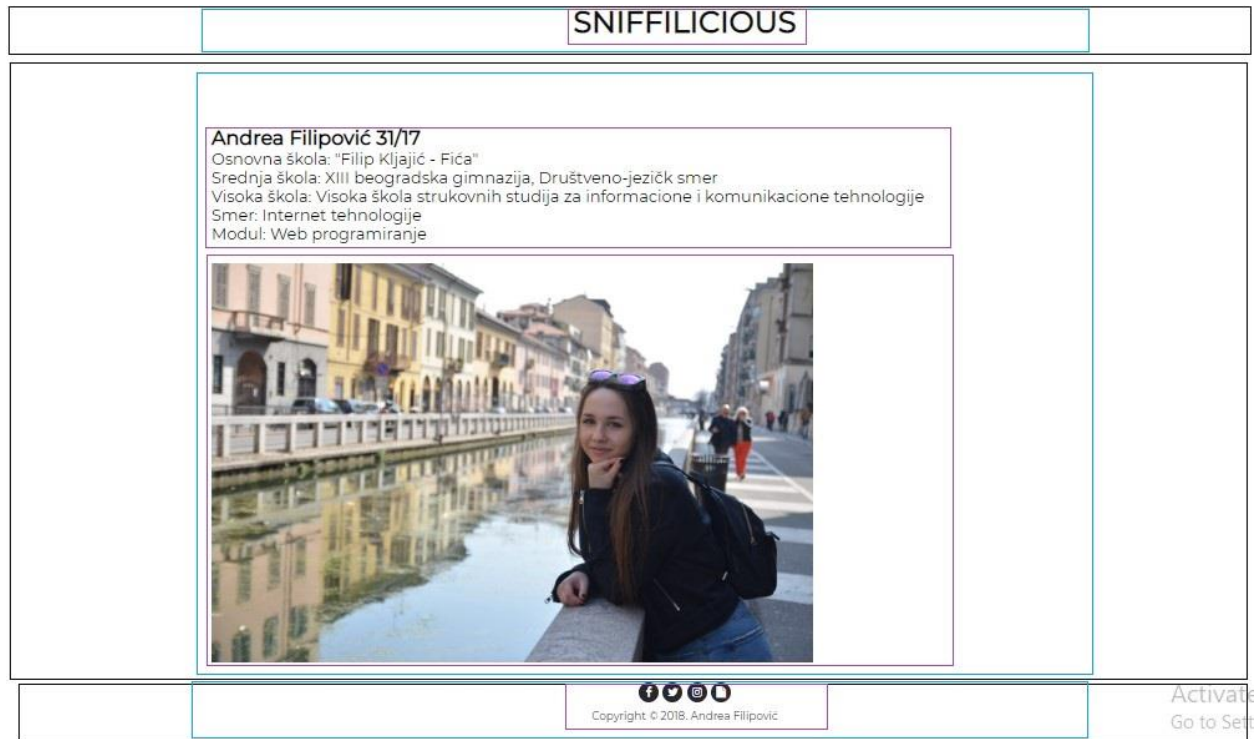 SNIFFILICIOUS
Andrea Filipović 31/17
Osnovna škola: "Filip Kljajić - Fića"
Srednja škola: XIII beogradska gimnazija, Društveno-jezičk smer
Visoka škola: Visoka škola strukovnih studija za informacione i komunikacione tehnologije
Smer: Internet tehnologije
Modul: Web programiranje
Copyright © 2018. Andrea Filipović
Activate
Go to Sett